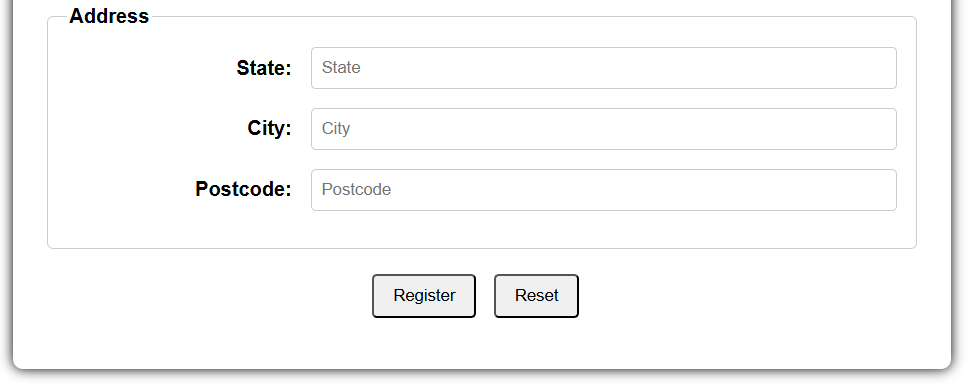 Address
State: State
City: City
Postcode: Postcode
Register Reset